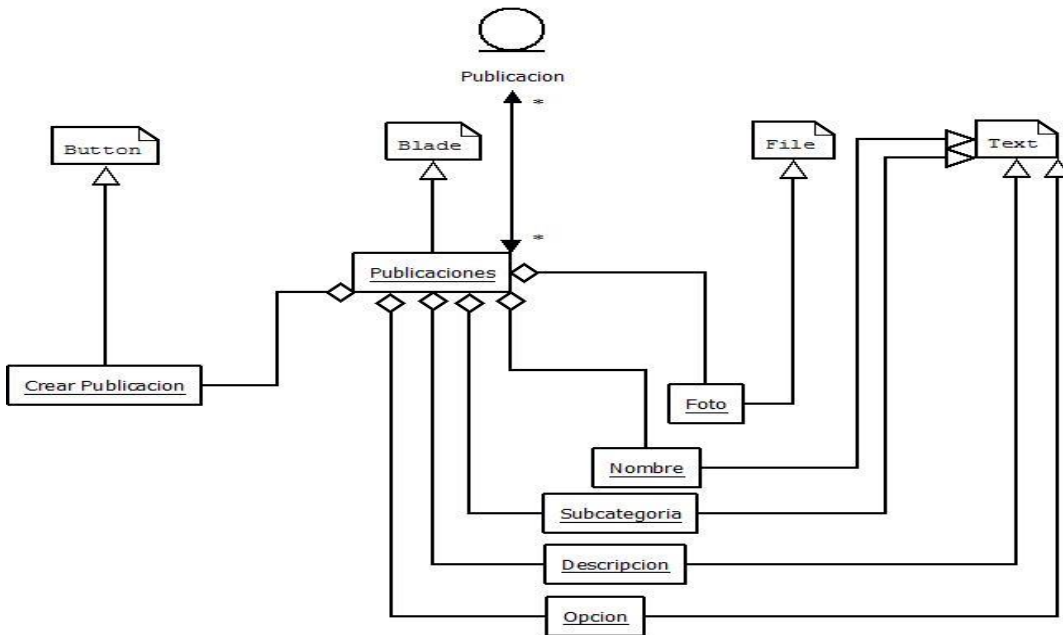 Publicacion
*
Button
Blade
File
Text
*
Publicaciones
Crear Publicacion
Foto
Nombre
Subcategoria
Descripcion
Opcion